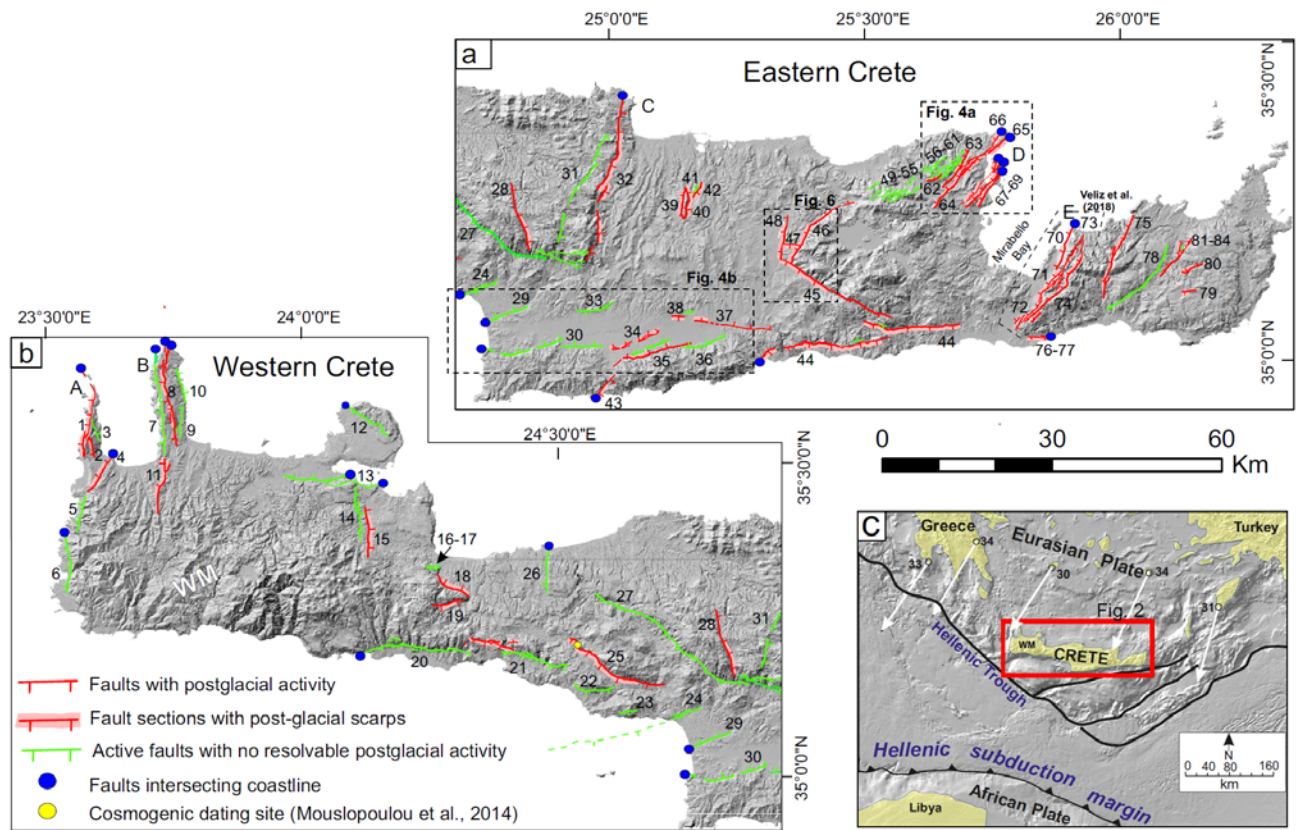 25°0'0"E
25°30'0"E
26°0'0"E
a
Eastern Crete
35°30'0"N
C
Fig. 4a
66
65
63
56-61
D
31
32
41
42
49-55
62
28
39
40
64
67-69
Fig. 6
Veliz et al.
(2018)
48
46
E
73
75
27
47
Mirabello
Bay
70
81-84
78
24
Fig. 4b
71
80
45
29
33
72
74
79
38
37
30
34
44
36
35
44
76-77
35°0'0"N
43
23°30'0"E
24°0'0"E
b
Western Crete
B
A
8
10
1
3
7
9
12
2
4
24°30'0"E
11
13
35°30'0"N
5
14
15
16-17
6
18
26
WM
27
19
28
31
20
21
25
22
23
24
29
30
35°0'0"N
Faults with postglacial activity
Fault sections with post-glacial scarps
Active faults with no resolvable postglacial activity
Faults intersecting coastline
Cosmogenic dating site (Mouslopoulou et al., 2014)
0 30 60
Km
C
Greece
Turkey
34
Eurasian Plate
33
30
34
Fig. 2
31
WM
CRETE
Hellenic Trough
N
0 40 80 160
km
Hellenic subduction
margin
African Plate
Libya